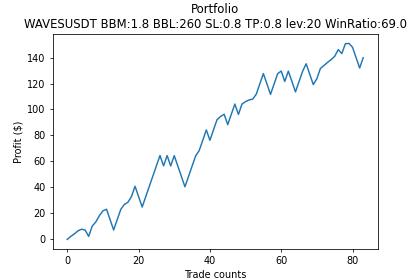 Portfolio
WAVESUSDT BBM:1.8 BBL:260 SL:0.8 TP:0.8 lev:20 WinRatio:69.0
140
120
100
80
60
40
20
0
Profit ($)
0 20 40 60 80
Trade counts